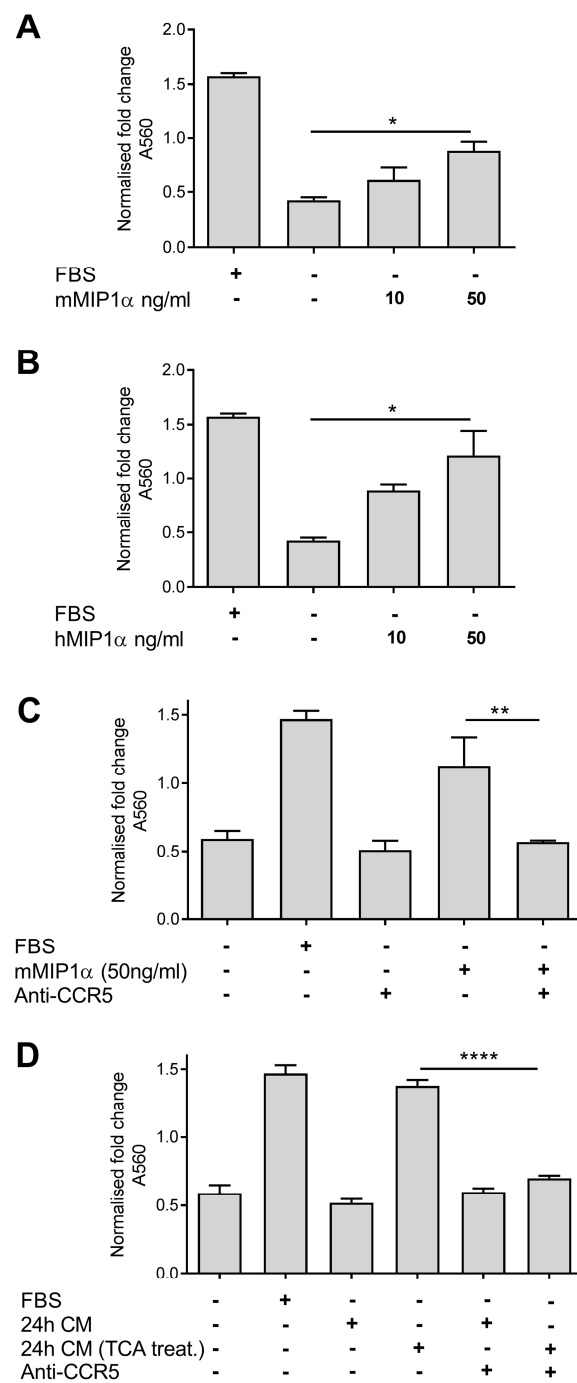 A
2.0
1.5
1.0
0.5
0.0
Normalised fold change
A560
*
FBS + - - -
mMIP1α ng/ml - - 10 50
B
2.0
1.5
1.0
0.5
0.0
Normalised fold change
A560
*
FBS + - - -
hMIP1α ng/ml - - 10 50
C
1.5
1.0
0.5
0.0
Normalised fold change
A560
**
FBS - + - - -
mMIP1α (50ng/ml) - - - + +
Anti-CCR5 - - + - +
D
1.5
1.0
0.5
0.0
Normalised fold change
A560
****
FBS - + - - - -
24h CM - - + - + -
24h CM (TCA treat.) - - - + - +
Anti-CCR5 - - - - + +